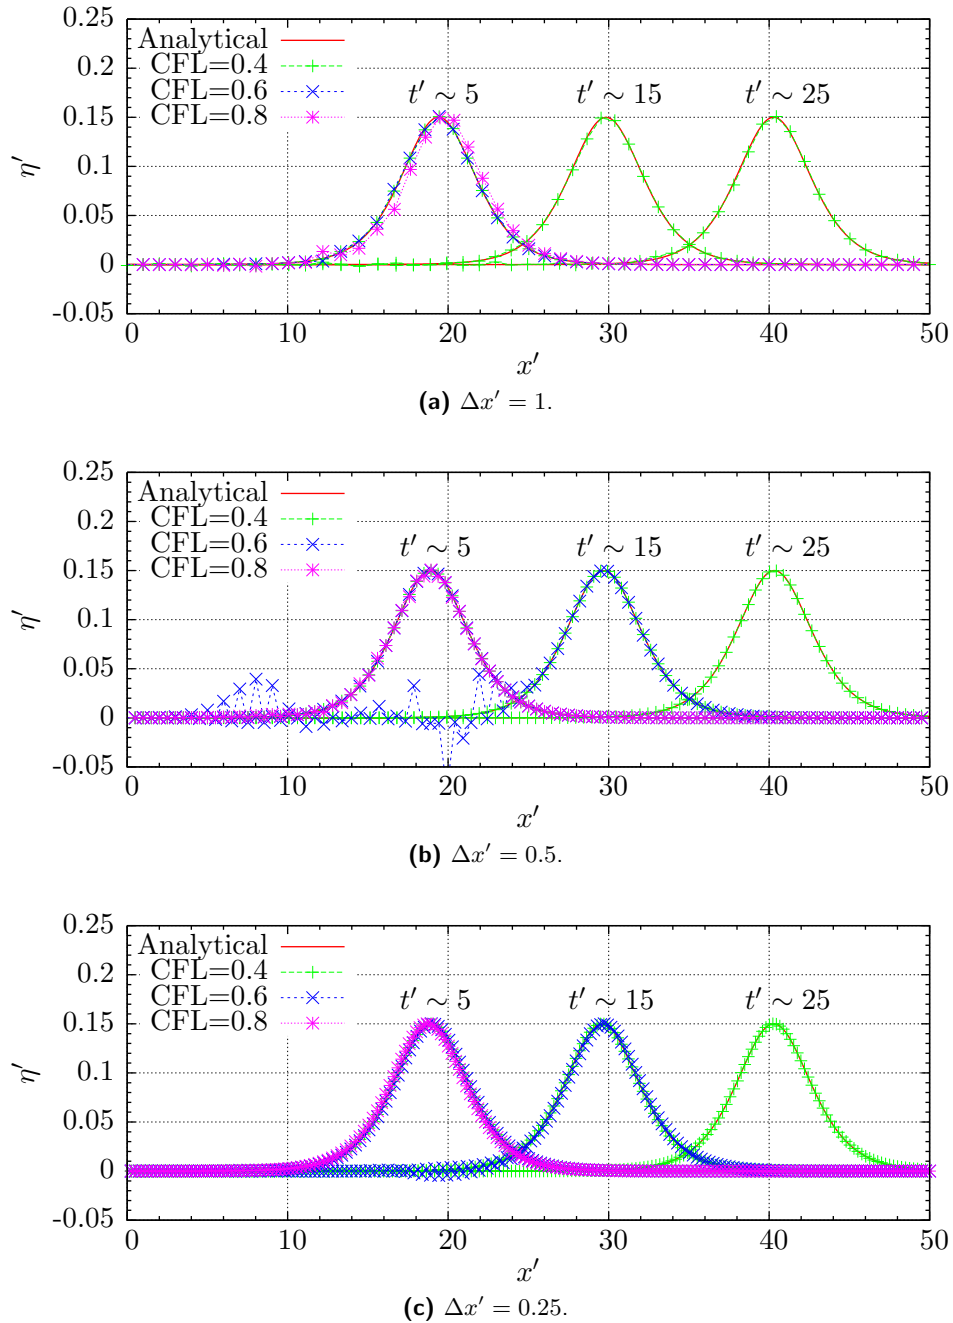 0.25
0.2
0.15
0.1
0.05
0
-0.05
η′
Analytical
CFL=0.4
CFL=0.6
CFL=0.8
t′ ∼ 5 t′ ∼ 15 t′ ∼ 25
0 10 20 30 40 50
x′
(a) Δx′ = 1.
0.25
0.2
0.15
0.1
0.05
0
-0.05
η′
Analytical
CFL=0.4
CFL=0.6
CFL=0.8
t′ ∼ 5 t′ ∼ 15 t′ ∼ 25
0 10 20 30 40 50
x′
(b) Δx′ = 0.5.
0.25
0.2
0.15
0.1
0.05
0
-0.05
η′
Analytical
CFL=0.4
CFL=0.6
CFL=0.8
t′ ∼ 5 t′ ∼ 15 t′ ∼ 25
0 10 20 30 40 50
x′
(c) Δx′ = 0.25.